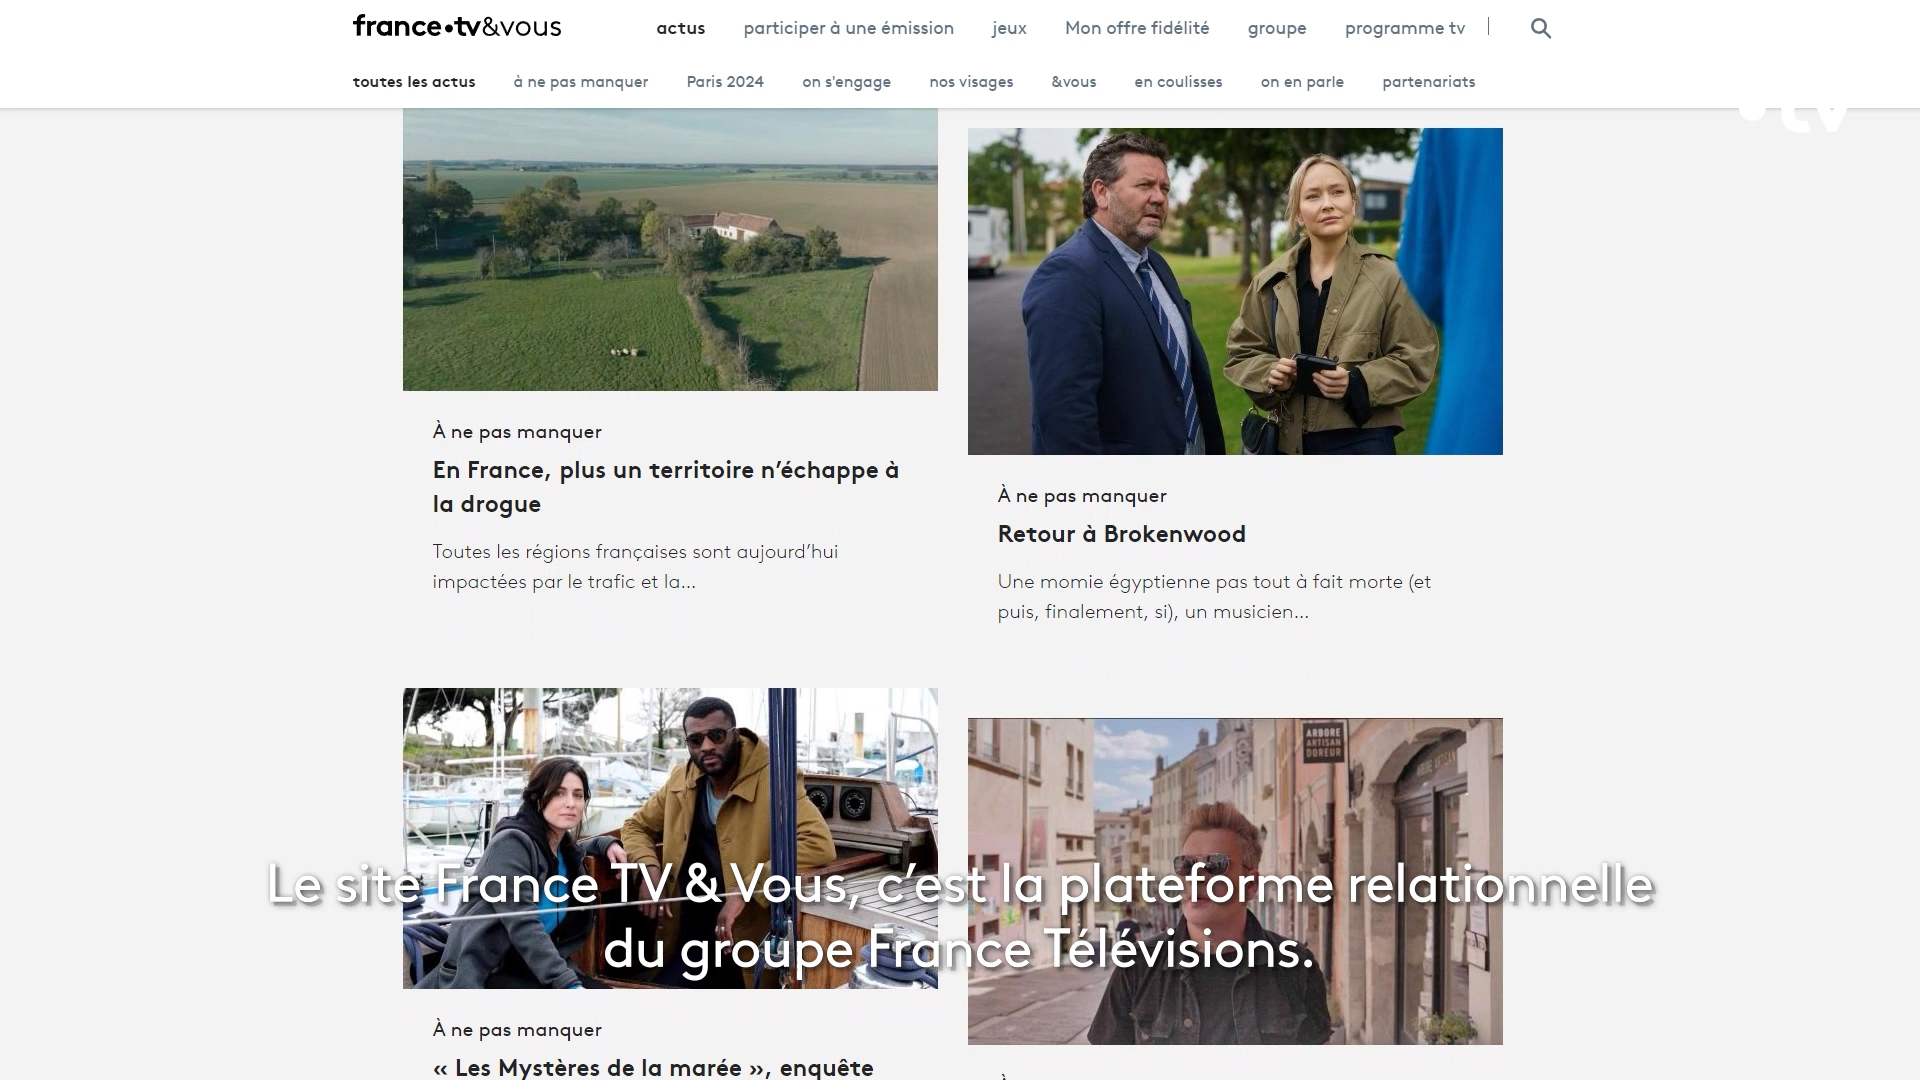 france•tv&vous
actus participer à une émission jeux Mon offre fidélité groupe programme tv
toutes les actus à ne pas manquer Paris 2024 on s'engage nos visages &vous en coulisses on en parle partenariats
•tv
À ne pas manquer
En France, plus un territoire n’échappe à
la drogue
Toutes les régions françaises sont aujourd’hui
impactées par le trafic et la...
À ne pas manquer
Retour à Brokenwood
Une momie égyptienne pas tout à fait morte (et
puis, finalement, si), un musicien...
ARBORE
ARTISAN
DOREUR
Le site France TV & Vous, c’est la plateforme relationnelle
du groupe France Télévisions.
À ne pas manquer
« Les Mystères de la marée », enquête